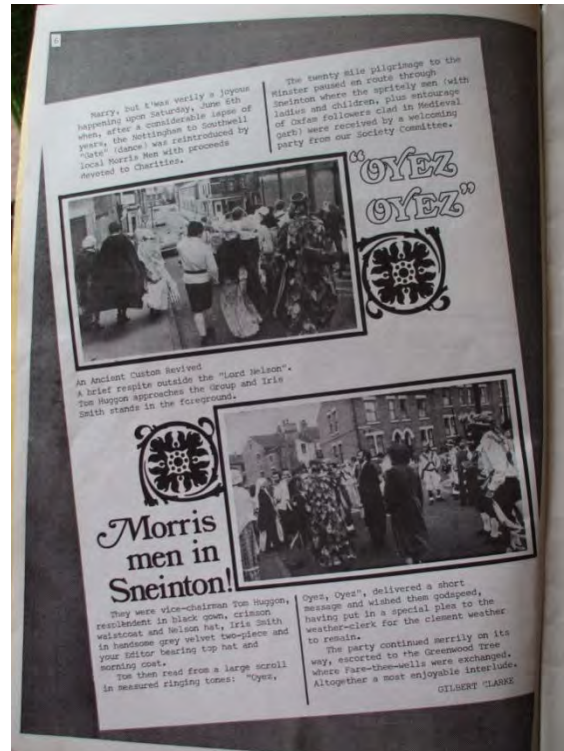 6
Marry, but t'was verily a joyous
happening upon Saturday, June 6th
when, after a considerable lapse of
years, the Nottingham to Southwell
"Gate" (dance) was reintroduced by
local Morris Men with proceeds
devoted to Charities.
The twenty mile pilgrimage to the
Minster paused en route through
Sneinton where the spritely men (with
ladies and children, plus entourage
of Oxfam followers clad in Medieval
garb) were received by a welcoming
party from our Society Committee.
"OYEZ
OYEZ"
An Ancient Custom Revived
A brief respite outside the "Lord Nelson".
Tom Huggon approaches the Group and Iris
Smith stands in the foreground.
Morris
men in
Sneinton!
They were vice-chairman Tom Huggon,
resplendent in black gown, crimson
waistcoat and Nelson hat, Iris Smith
in handsome grey velvet two-piece and
your Editor bearing top hat and
morning coat.
Tom then read from a large scroll
in measured ringing tones: "Oyez,
Oyez, Oyez", delivered a short
message and wished them godspeed,
having put in a special plea to the
weather-clerk for the clement weather
to remain.
The party continued merrily on its
way, escorted to the Greenwood Tree
where Fare-thee-wells were exchanged.
Altogether a most enjoyable interlude.
GILBERT CLARKE